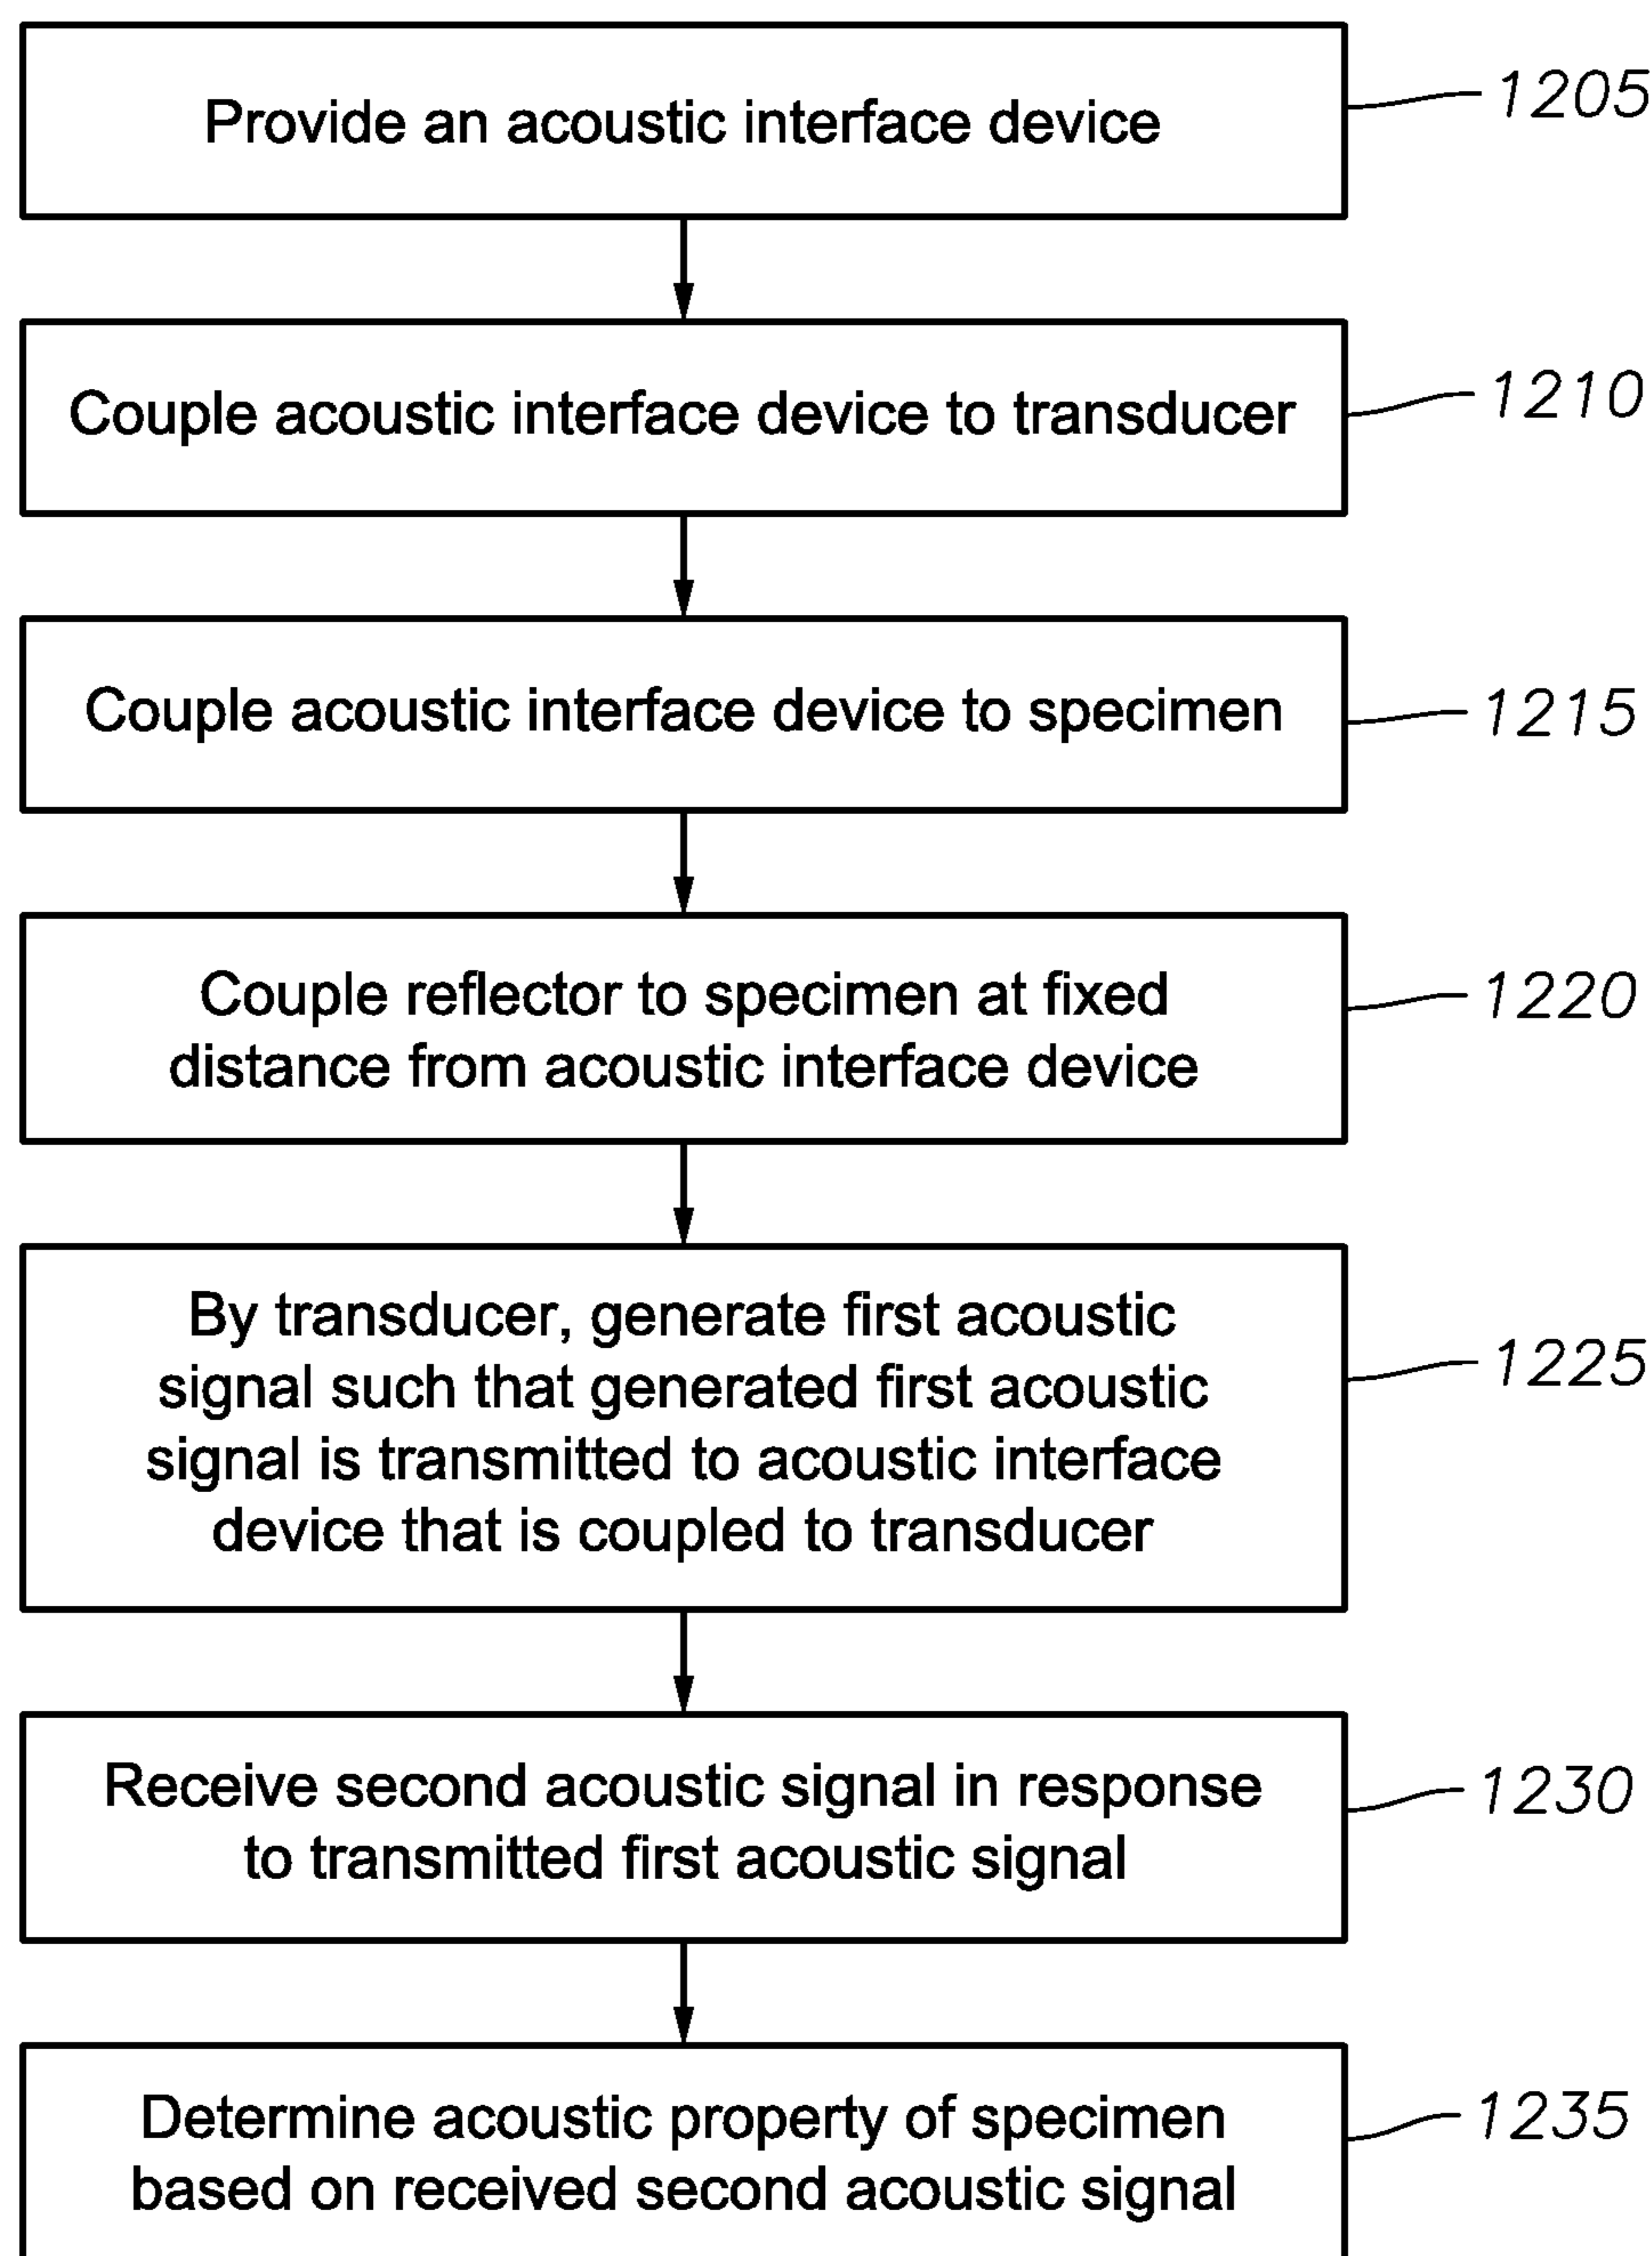 Provide an acoustic interface device
1205
Couple acoustic interface device to transducer
1210
Couple acoustic interface device to specimen
1215
Couple reflector to specimen at fixed
distance from acoustic interface device
1220
By transducer, generate first acoustic
signal such that generated first acoustic
signal is transmitted to acoustic interface
device that is coupled to transducer
1225
Receive second acoustic signal in response
to transmitted first acoustic signal
1230
Determine acoustic property of specimen
based on received second acoustic signal
1235